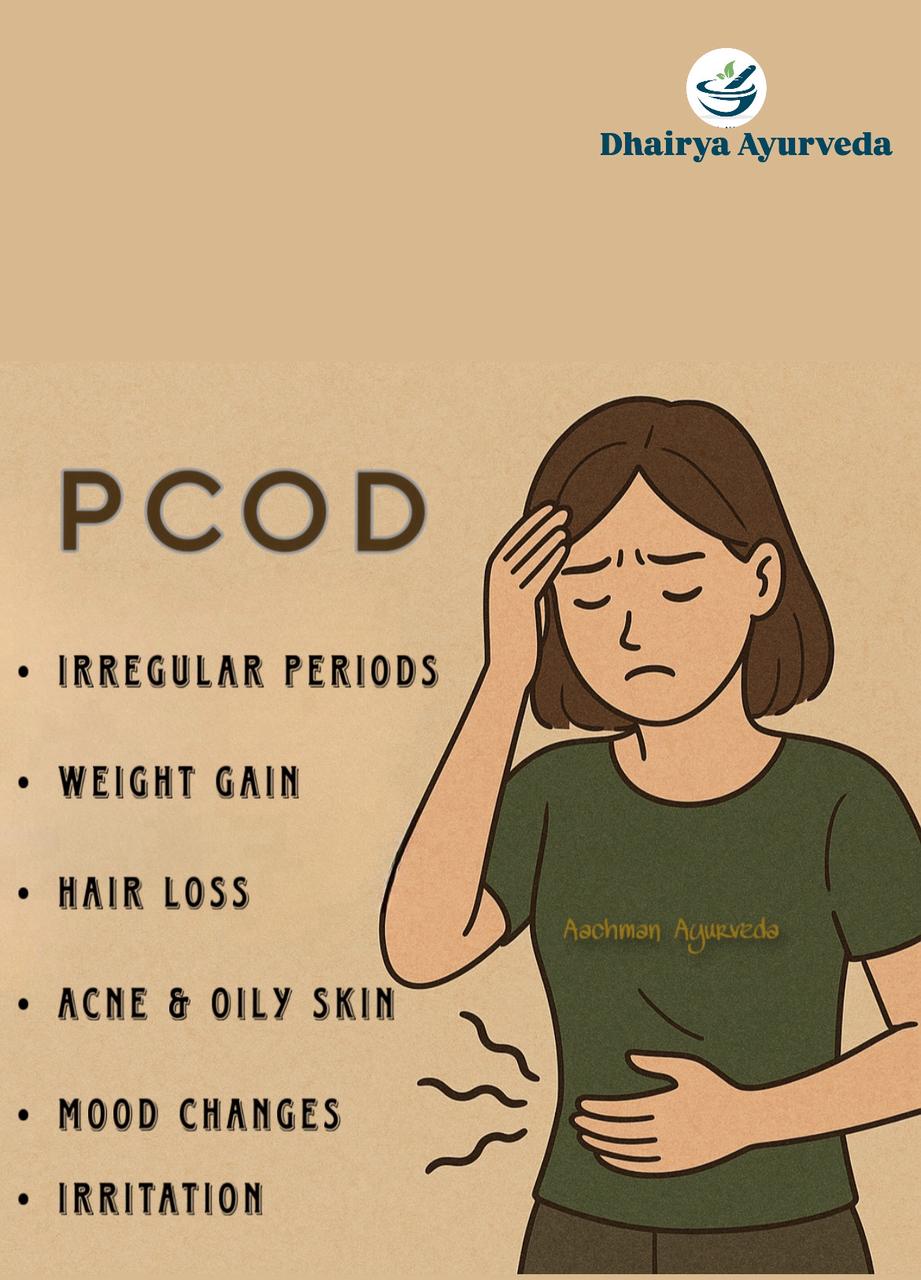 Dhairya Ayurveda
PCOD
• IRREGULAR PERIODS
• WEIGHT GAIN
• HAIR LOSS
Aachman Ayurveda
• ACNE & OILY SKIN
• MOOD CHANGES
• IRRITATION